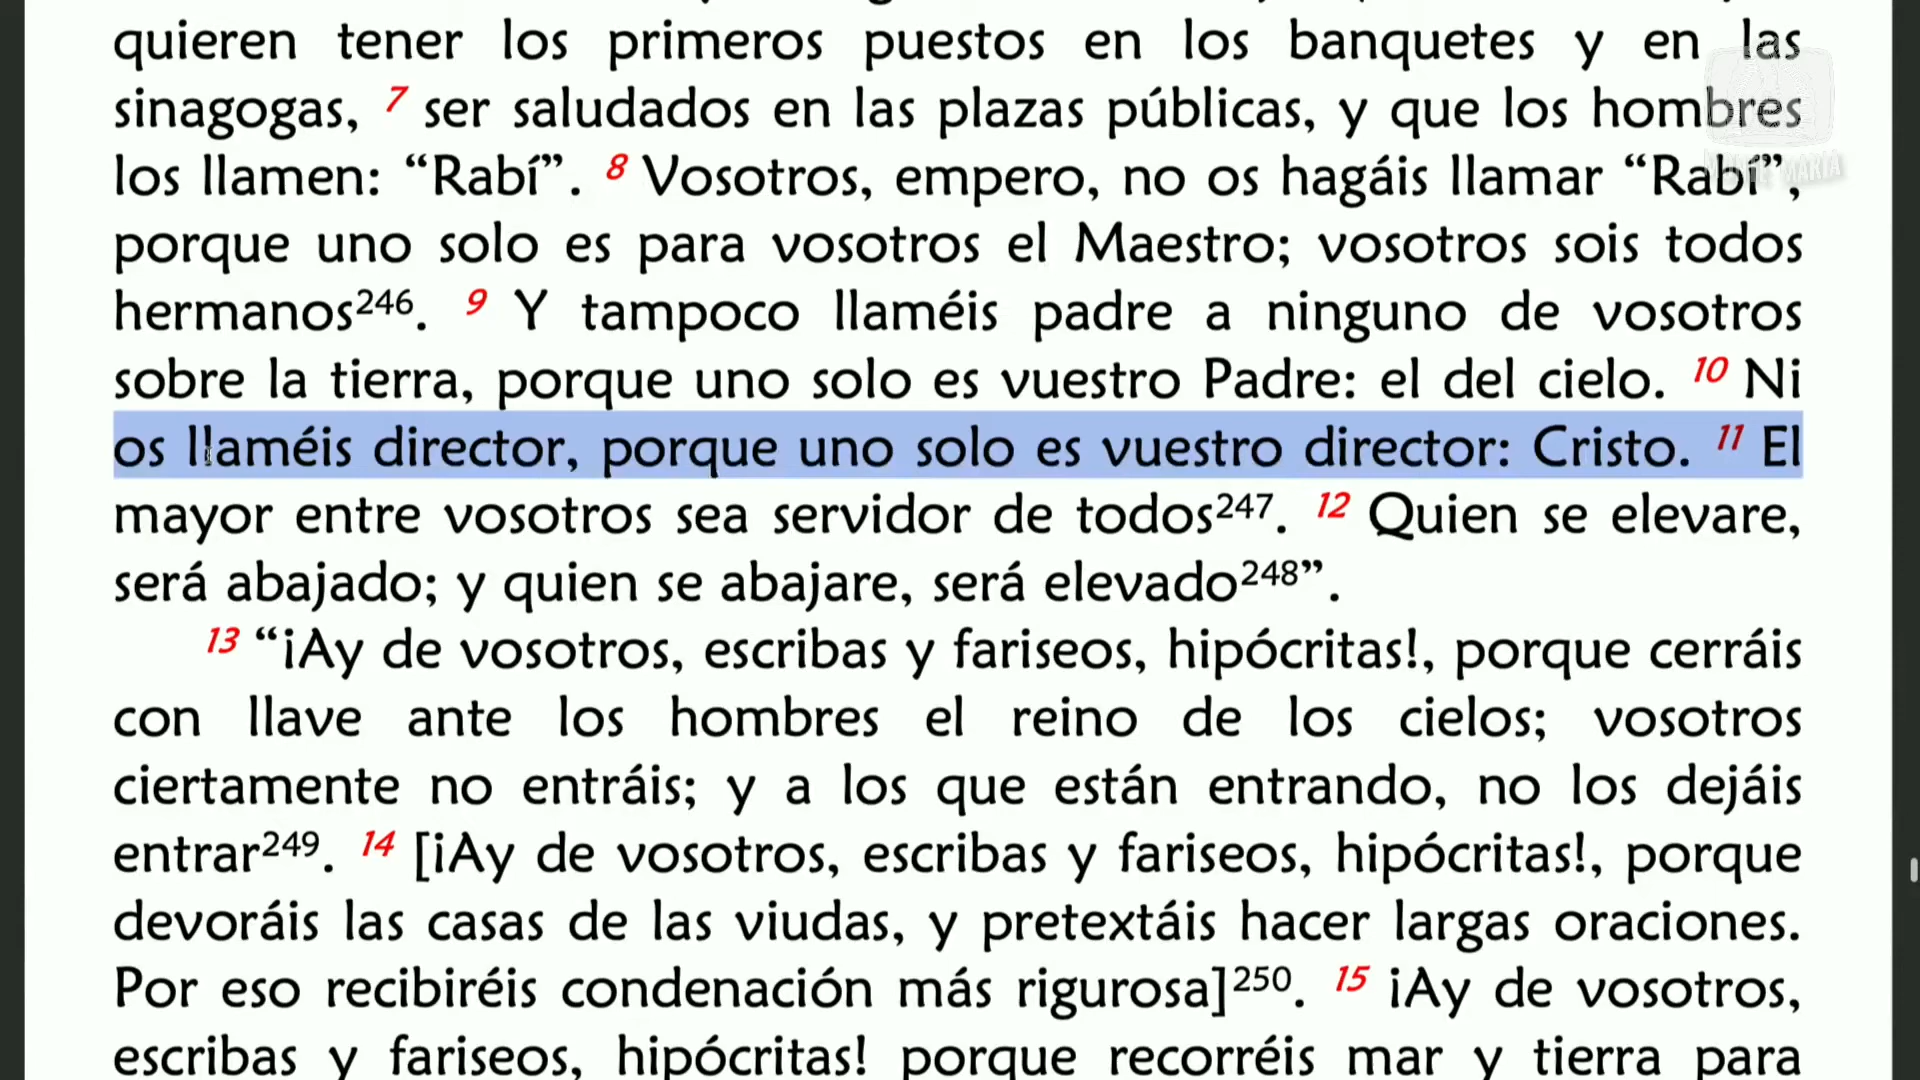 quieren tener los primeros puestos en los banquetes y en las
sinagogas, 7 ser saludados en las plazas públicas, y que los hombres
los llamen: “Rabí”. 8 Vosotros, empero, no os hagáis llamar “Rabí”,
porque uno solo es para vosotros el Maestro; vosotros sois todos
hermanos246. 9 Y tampoco llaméis padre a ninguno de vosotros
sobre la tierra, porque uno solo es vuestro Padre: el del cielo. 10 Ni
os llaméis director, porque uno solo es vuestro director: Cristo. 11 El
mayor entre vosotros sea servidor de todos247. 12 Quien se elevare,
será abajado; y quien se abajare, será elevado248”.
13 “¡Ay de vosotros, escribas y fariseos, hipócritas!, porque cerráis
con llave ante los hombres el reino de los cielos; vosotros
ciertamente no entráis; y a los que están entrando, no los dejáis
entrar249. 14 [¡Ay de vosotros, escribas y fariseos, hipócritas!, porque
devoráis las casas de las viudas, y pretextáis hacer largas oraciones.
Por eso recibiréis condenación más rigurosa]250. 15 ¡Ay de vosotros,
escribas y fariseos, hipócritas! porque recorréis mar y tierra para
MARÍA